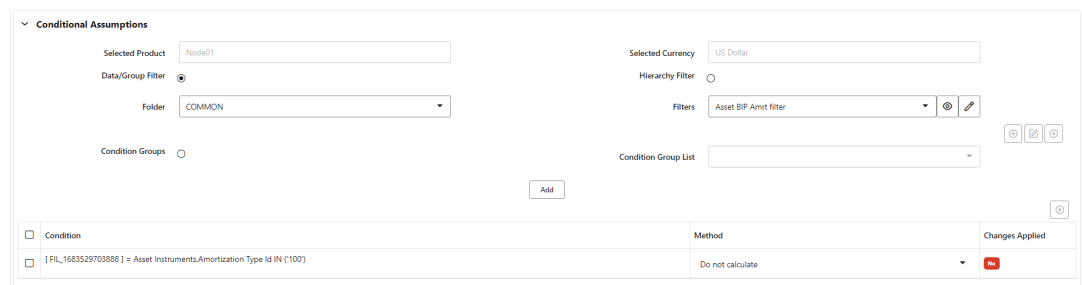 Conditional Assumptions
Selected Product Node01 Selected Currency US Dollar
Data/Group Filter Hierarchy Filter
Folder COMMON Filters Asset BIP Amrt filter
Condition Groups Condition Group List
Add
Condition Method Changes Applied
[ FIL_1683529703888 ] = Asset Instruments.Amortization Type Id IN ('100') Do not calculate No